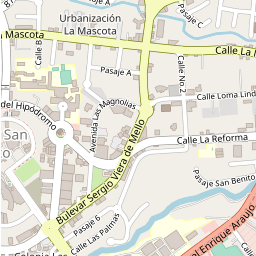 Urbanización
La Mascota
Pasaje C
Calle B
Mascota
Calle La
Pasaje A
Calle No. 2
Calle Loma Lind
Avenida Las Magnolias
del Hipódromo
San
Calle La Reforma
Bulevar Sergio Viera de Mello
Pasaje San Benito
Pasaje 6
Calle Las Palmas
el Enrique Araujo
Colonia Las